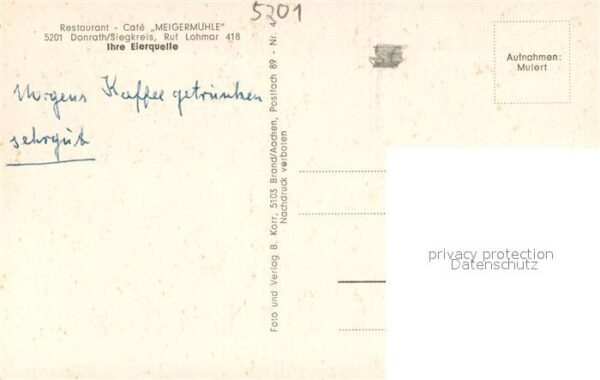 5201
Restaurant - Café „MEIGERMÜHLE"
5201 Donrath/Siegkreis, Ruf Lohmar 418
Ihre Eierquelle
Morgens Kaffee getrunken
sehr gut
Foto und Verlag B. Korr, 5103 Brand/Aachen, Postfach 89 - Nr. 4
Nachdruck verboten
Aufnahmen:
Mulert
privacy protection
Datenschutz